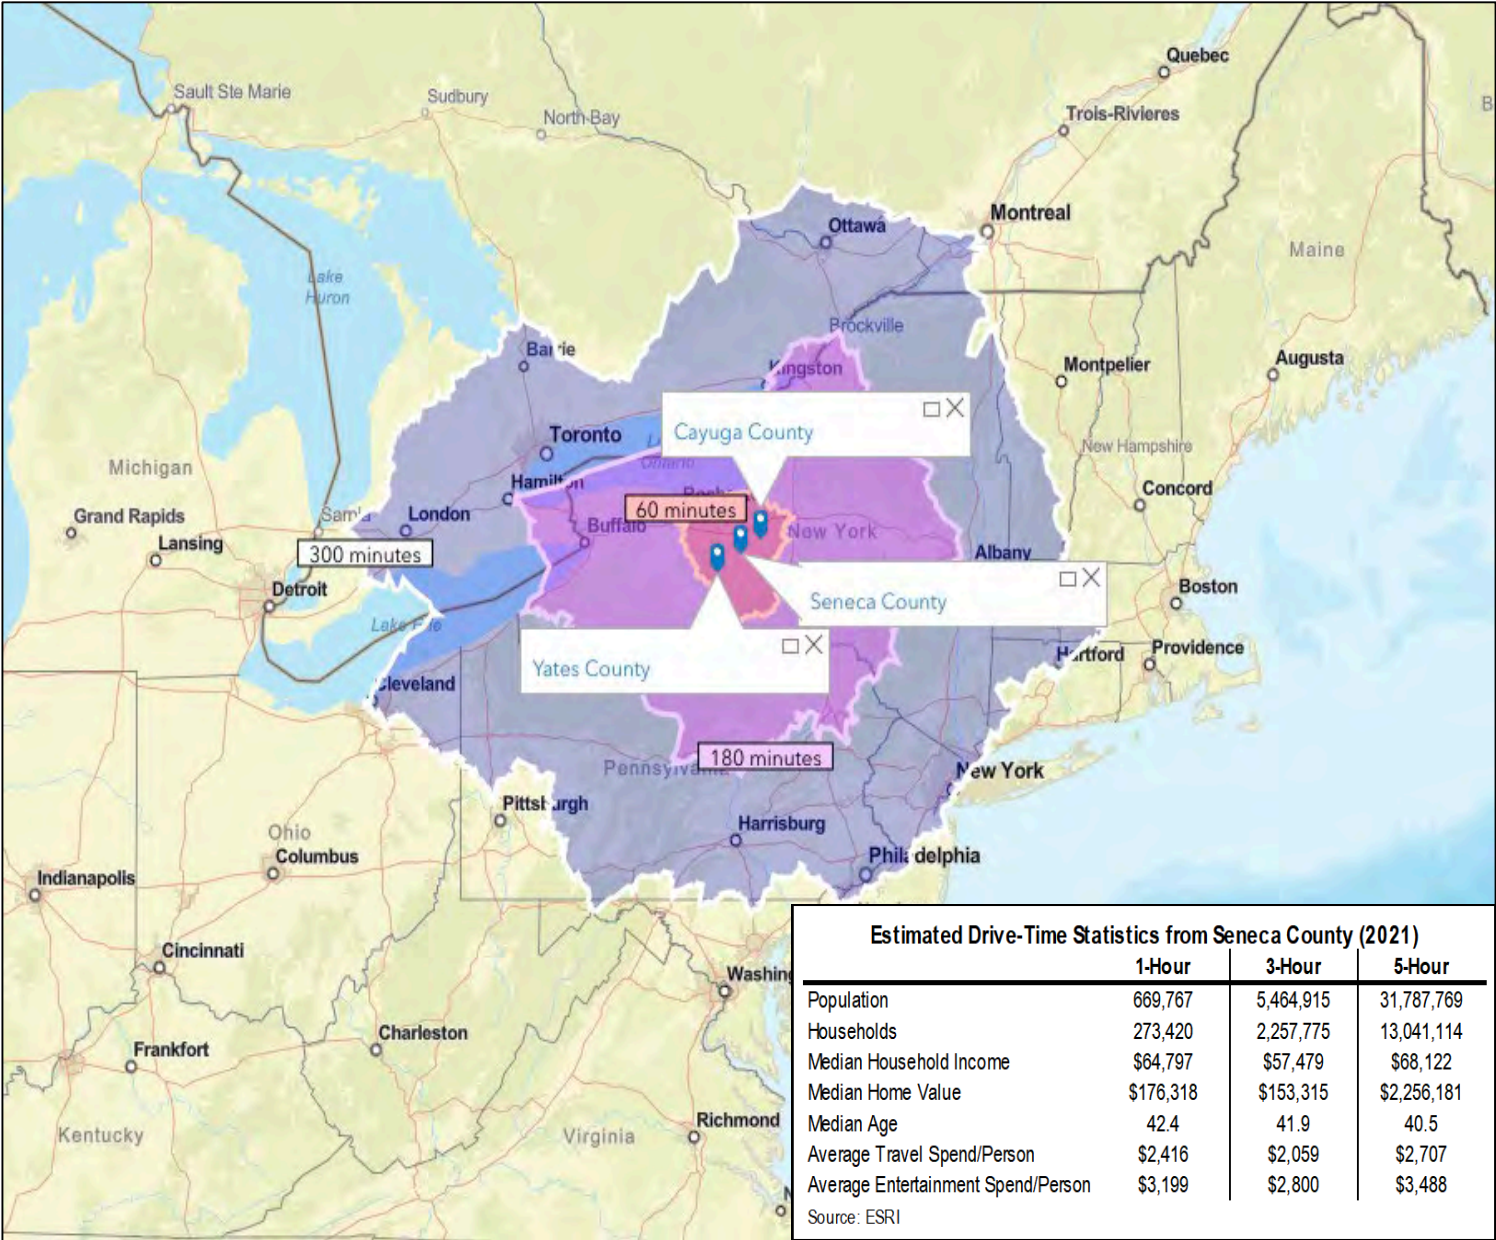 Quebec
Sault Ste Marie
Sudbury
North Bay
Trois-Rivieres
Montreal
Ottawa
Maine
Lake
Huron
Brockville
Barrie
Kingston
Montpelier
Augusta
Cayuga County
Toronto
Ontario
New Hampshire
Michigan
Hamilton
Concord
Grand Rapids
London
60 minutes
Buffalo
New York
Lansing
300 minutes
Albany
Detroit
Boston
Seneca County
Lake Erie
Hartford
Providence
Yates County
Cleveland
180 minutes
Pennsylvania
New York
Pittsburgh
Harrisburg
Ohio
Columbus
Philadelphia
Indianapolis
Cincinnati
Washing
Charleston
Frankfort
Richmond
Kentucky
Virginia
Estimated Drive-Time Statistics from Seneca County (2021)
1-Hour 3-Hour 5-Hour
Population 669,767 5,464,915 31,787,769
Households 273,420 2,257,775 13,041,114
Median Household Income $64,797 $57,479 $68,122
Median Home Value $176,318 $153,315 $2,256,181
Median Age 42.4 41.9 40.5
Average Travel Spend/Person $2,416 $2,059 $2,707
Average Entertainment Spend/Person $3,199 $2,800 $3,488
Source: ESRI